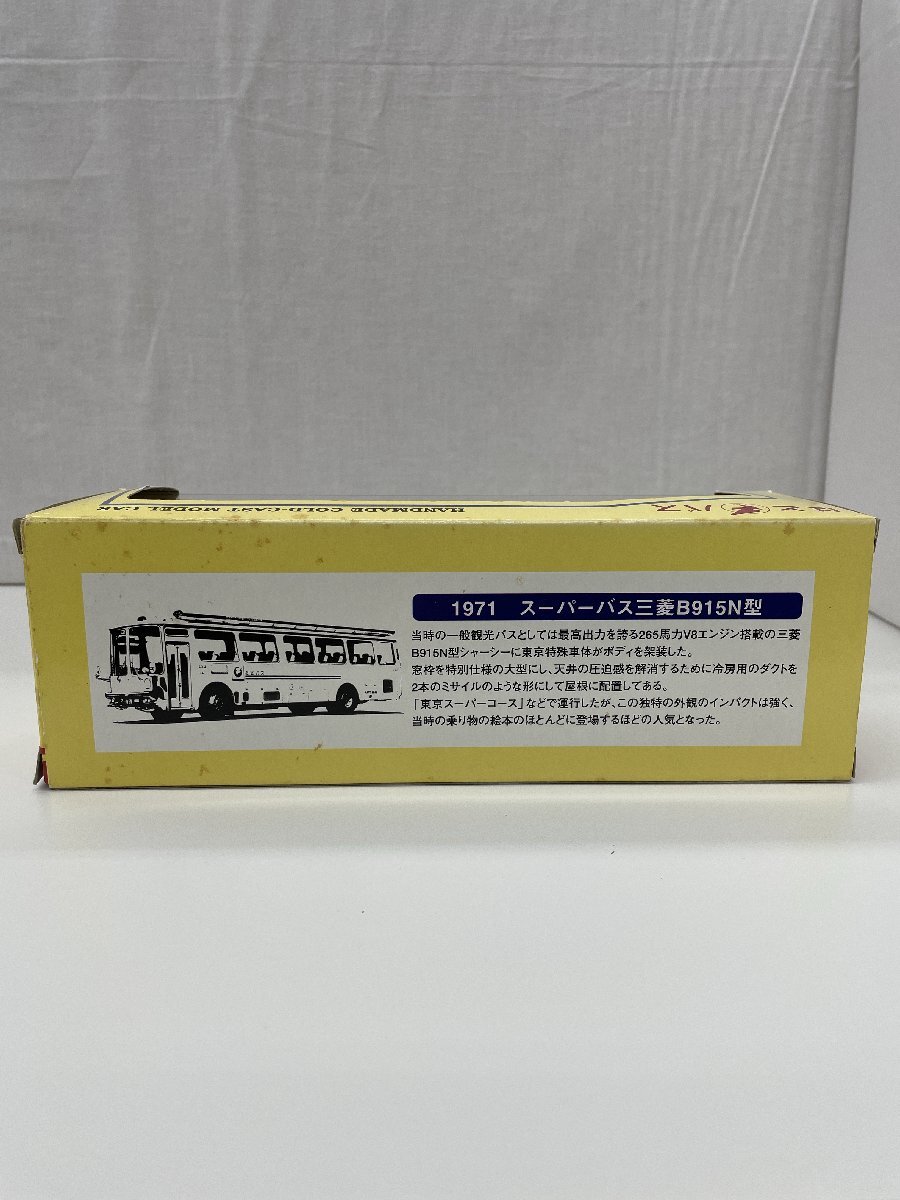 HANDMADE COLD-CAST MODEL CAR
はとバス
1971 スーパーバス三菱B915N型
当時の一般観光バスとしては最高出力を誇る265馬力V8エンジン搭載の三菱
B915N型シャーシーに東京特殊車体がボディを架装した。
窓枠を特別仕様の大型にし、天井の圧迫感を解消するために冷房用のダクトを
2本のミサイルのような形にして屋根に配置してある。
「東京スーパーコース」などで運行したが、この独特の外観のインパクトは強く、
当時の乗り物の絵本のほとんどに登場するほどの人気となった。